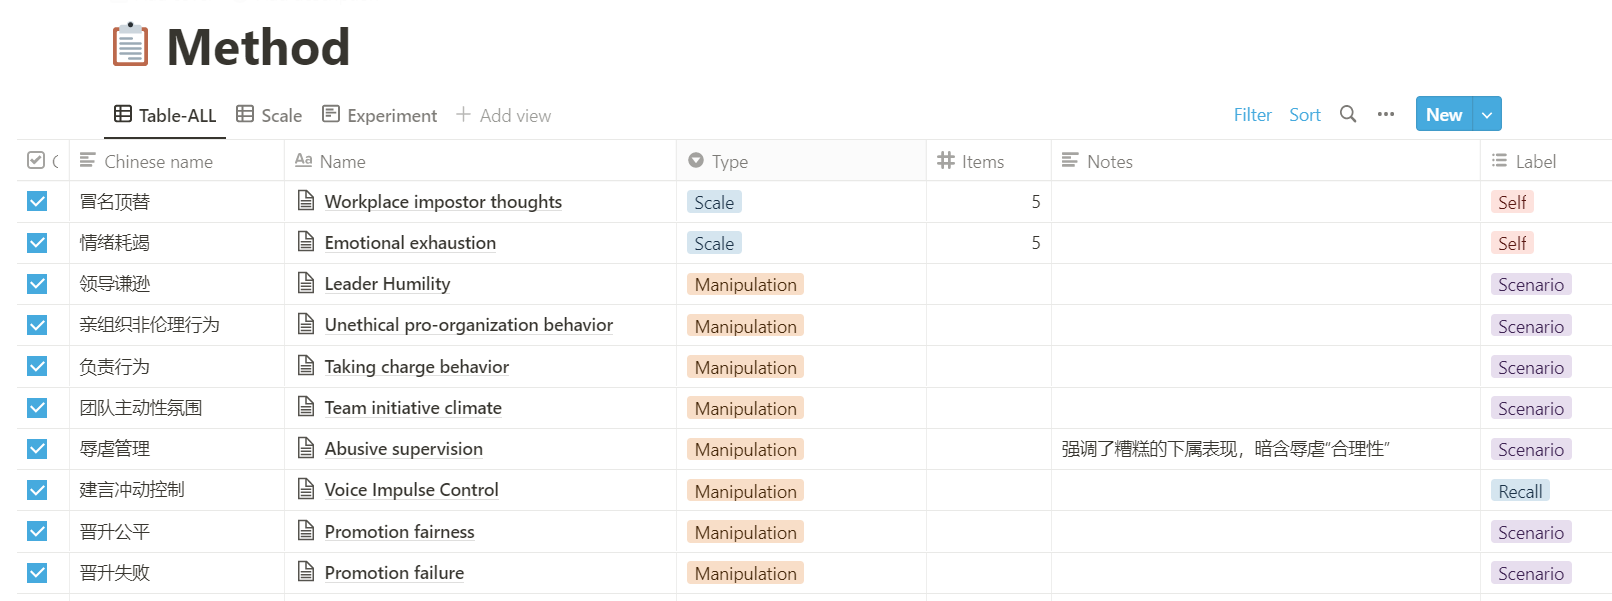 Method
Table-ALL Scale Experiment + Add view Filter Sort New
Chinese name Name Type Items Notes Label
冒名顶替 Workplace impostor thoughts Scale 5 Self
情绪耗竭 Emotional exhaustion Scale 5 Self
领导谦逊 Leader Humility Manipulation Scenario
亲组织非伦理行为 Unethical pro-organization behavior Manipulation Scenario
负责行为 Taking charge behavior Manipulation Scenario
团队主动性氛围 Team initiative climate Manipulation Scenario
辱虐管理 Abusive supervision Manipulation 强调了糟糕的下属表现，暗含辱虐“合理性” Scenario
建言冲动控制 Voice Impulse Control Manipulation Recall
晋升公平 Promotion fairness Manipulation Scenario
晋升失败 Promotion failure Manipulation Scenario